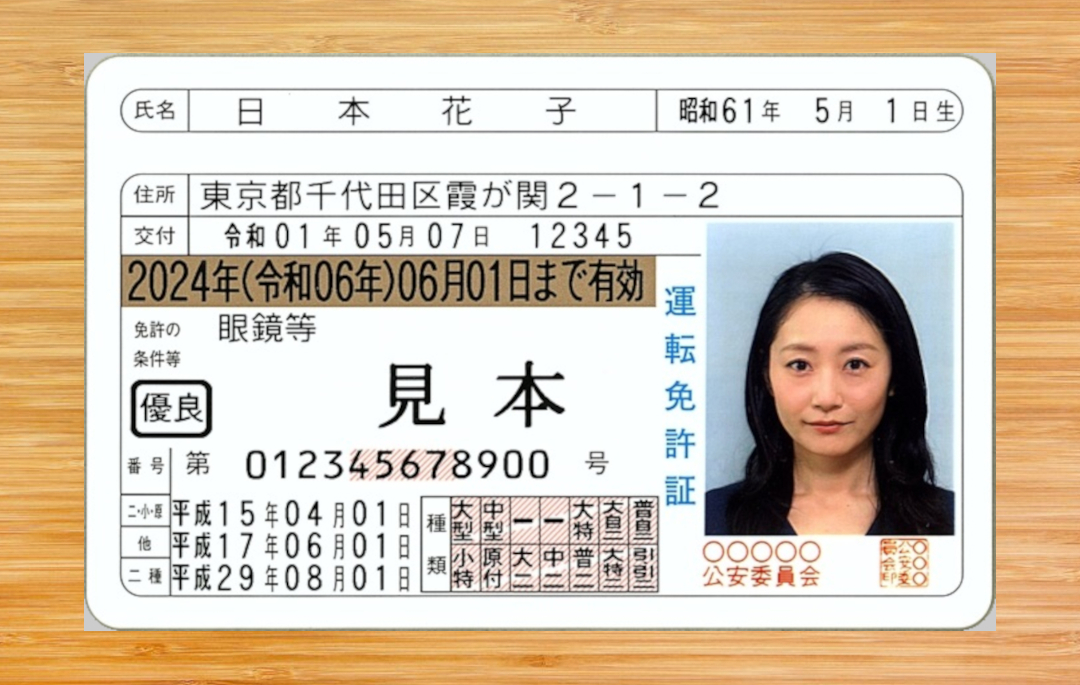 氏名 日本花子 昭和61年 5月 1日生
住所 東京都千代田区霞が関2-1-2
交付 令和01年05月07日 12345
2024年(令和06年)06月01日まで有効
免許の
条件等
眼鏡等
見本
優良
番号 第 012345678900 号
二・小・原 平成15年04月01日
他 平成17年06月01日
二種 平成29年08月01日
種類
大型 中型 ー ー 大特 大自二 普自二
小特 原付 大二 中二 普二 大特二 引引二
運転免許証
○○○○○
公安委員会